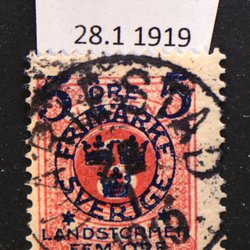 28.1 1919
5 ÖRE 5
FRIMÄRKE
SVERIGE
LANDSTORMEN
FEM ÖRE